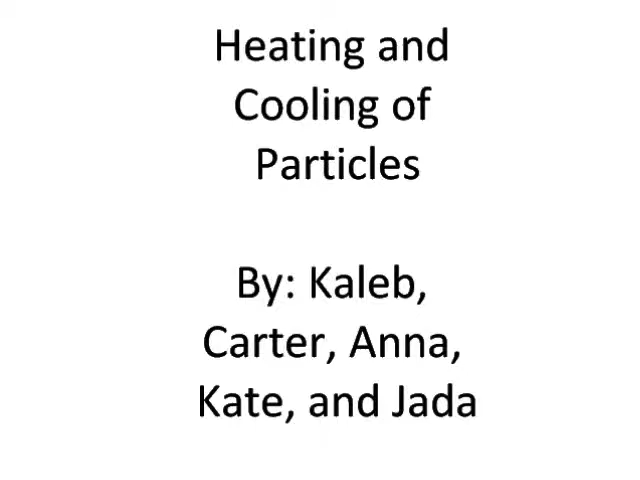 Heating and
Cooling of
Particles
By: Kaleb,
Carter, Anna,
Kate, and Jada